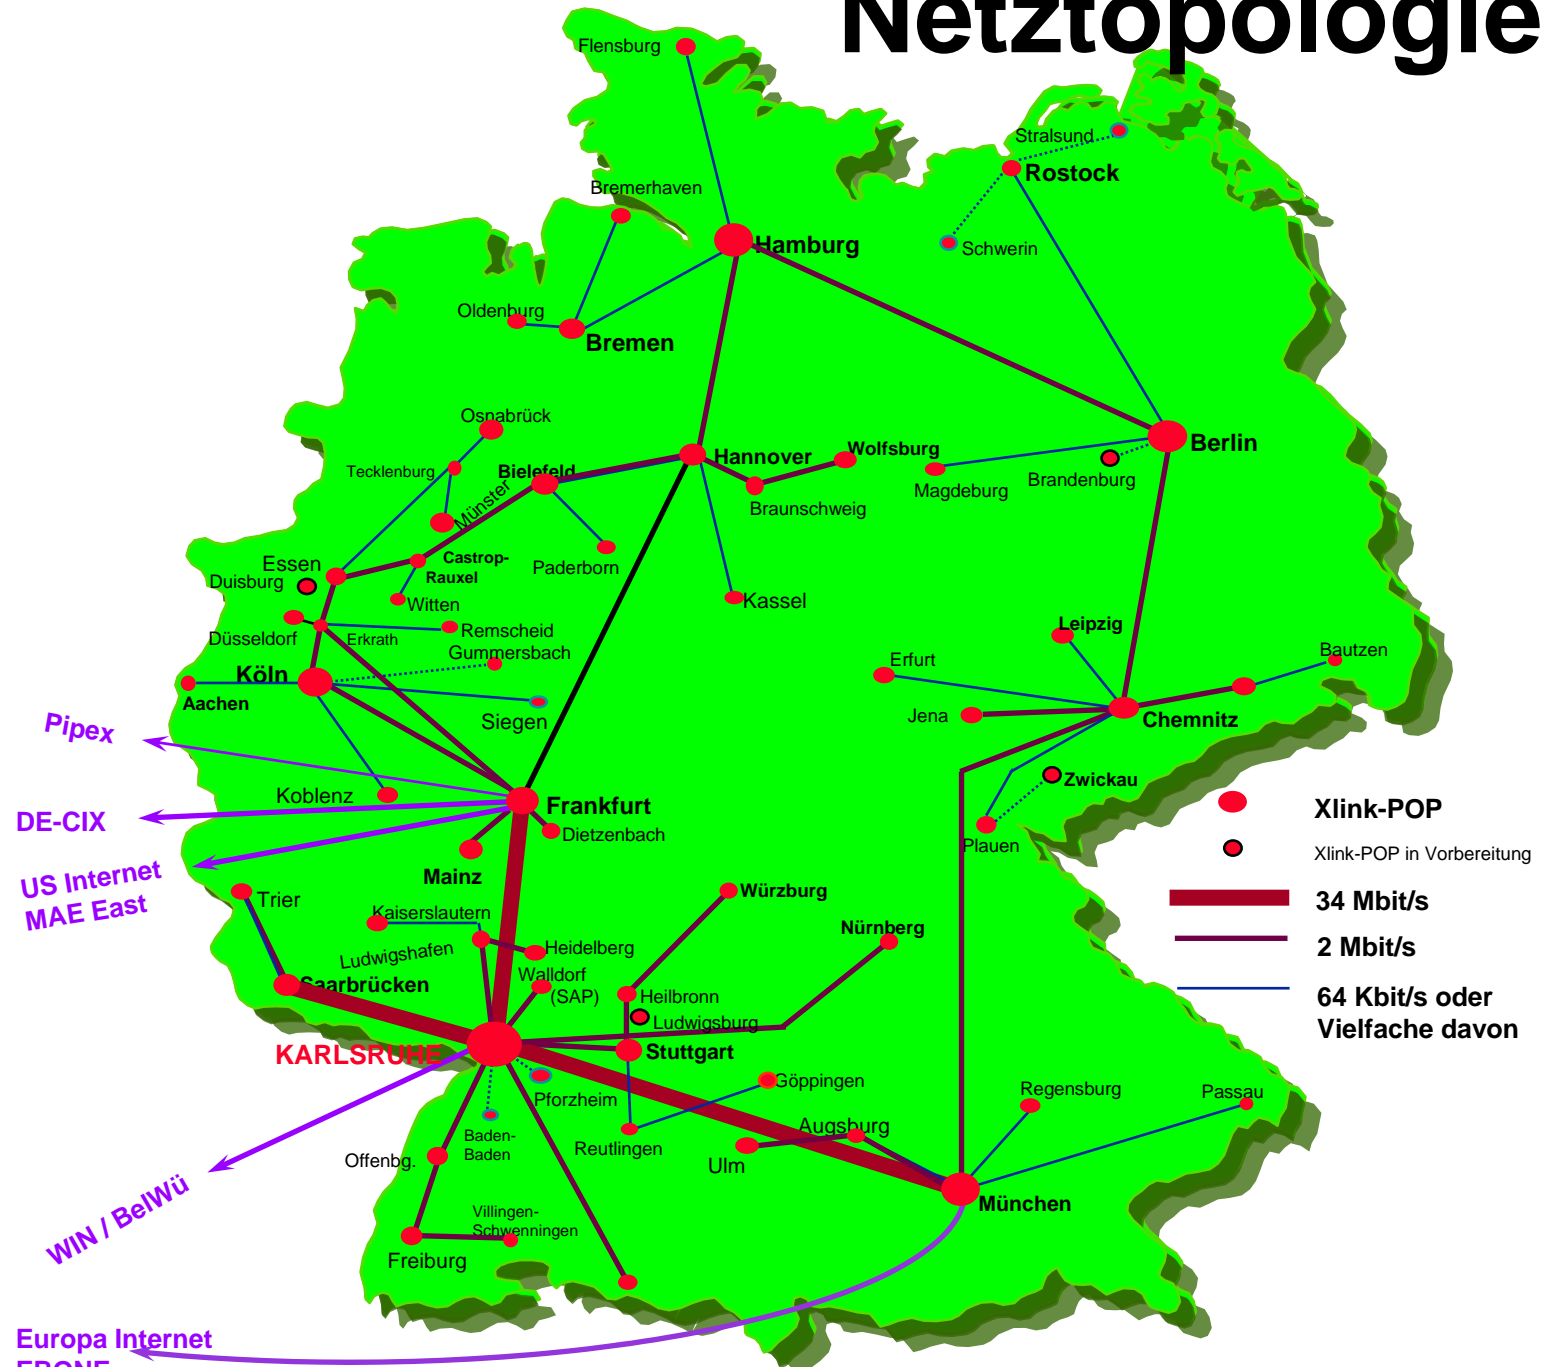 Netztopologie
Flensburg
Stralsund
Rostock
Bremerhaven
Hamburg
Schwerin
Oldenburg
Bremen
Osnabrück
Berlin
Hannover
Wolfsburg
Tecklenburg
Bielefeld
Brandenburg
Magdeburg
Münster
Braunschweig
Essen
Castrop-
Rauxel
Paderborn
Duisburg
Witten
Kassel
Leipzig
Düsseldorf
Erkrath
Remscheid
Gummersbach
Erfurt
Bautzen
Köln
Aachen
Siegen
Jena
Chemnitz
Pipex
Zwickau
Koblenz
Frankfurt
DE-CIX
Dietzenbach
Plauen
Xlink-POP
Xlink-POP in Vorbereitung
34 Mbit/s
2 Mbit/s
64 Kbit/s oder
Vielfache davon
Mainz
US Internet
MAE East
Trier
Würzburg
Kaiserslautern
Nürnberg
Ludwigshafen
Heidelberg
Walldorf
(SAP)
Saarbrücken
Heilbronn
Ludwigsburg
KARLSRUHE
Stuttgart
Göppingen
Pforzheim
Regensburg
Passau
Augsburg
Baden-
Baden
Reutlingen
Offenbg.
Ulm
WIN / BelWü
München
Villingen-
Schwenningen
Freiburg
Europa Internet
EBONE